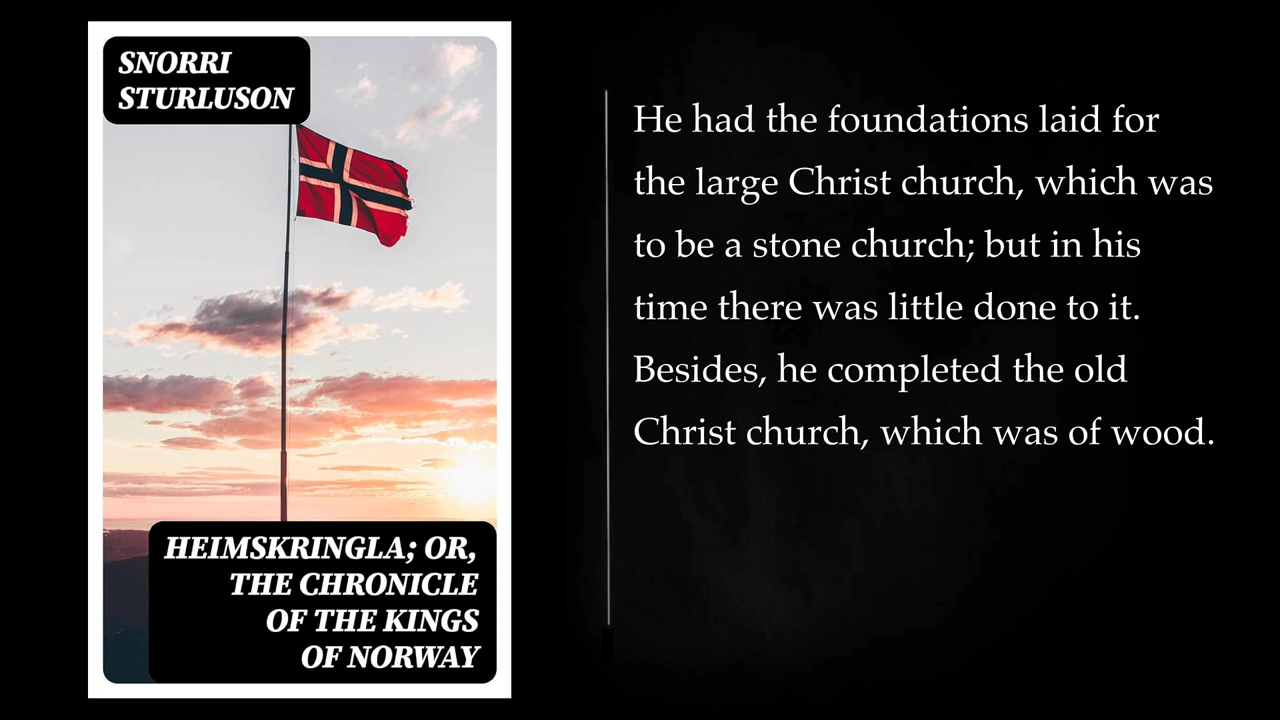 SNORRI
STURLUSON
HEIMSKRINGLA; OR,
THE CHRONICLE
OF THE KINGS
OF NORWAY
He had the foundations laid for
the large Christ church, which was
to be a stone church; but in his
time there was little done to it.
Besides, he completed the old
Christ church, which was of wood.